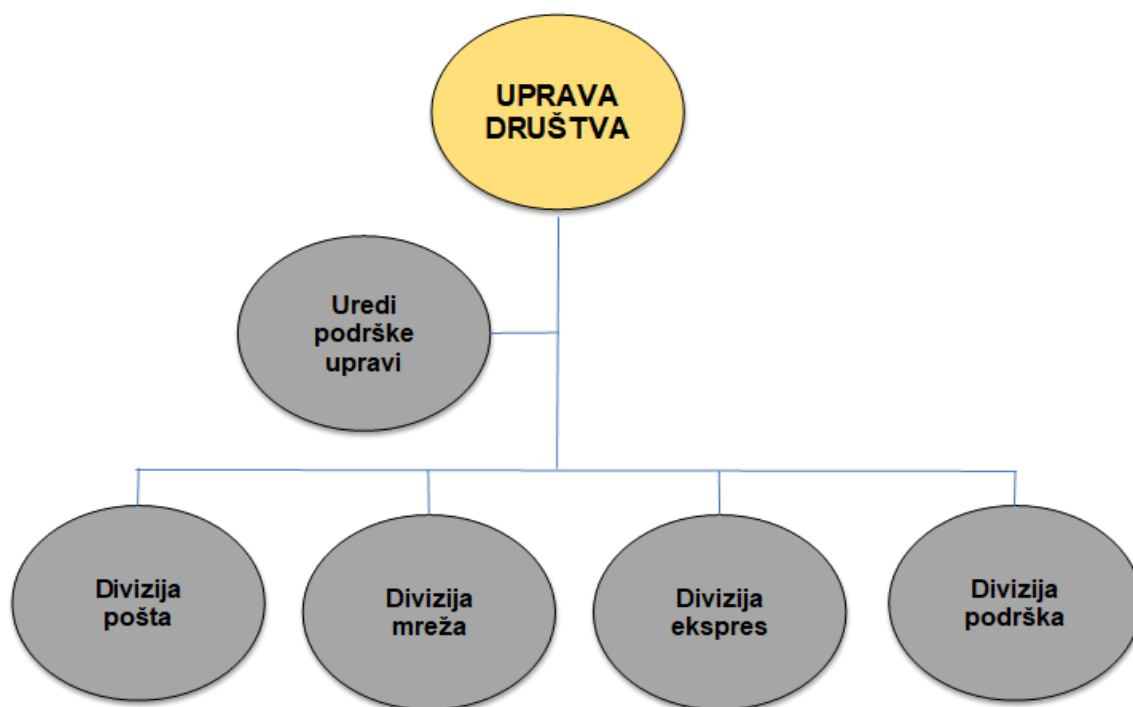 UPRAVA
DRUŠTVA
Uredi
podrške
upravi
Divizija
pošta
Divizija
mreža
Divizija
ekspres
Divizija
podrška